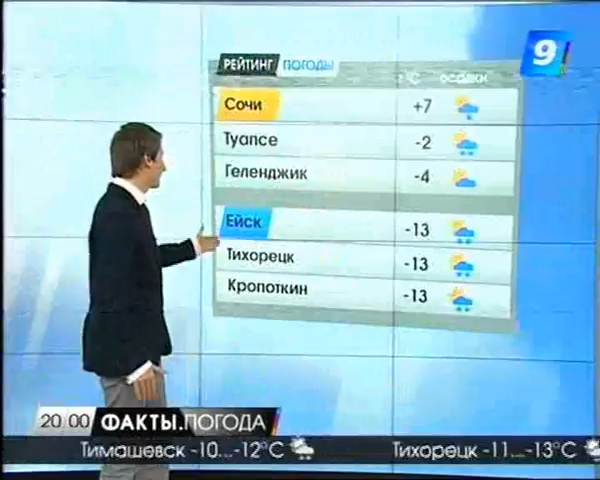 9
РЕЙТИНГ ПОГОДЫ
t°C осадки
Сочи +7
Туапсе -2
Геленджик -4
Ейск -13
Тихорецк -13
Кропоткин -13
20:00 ФАКТЫ.ПОГОДА
Тимашевск -10...-12°C Тихорецк -11...-13°C